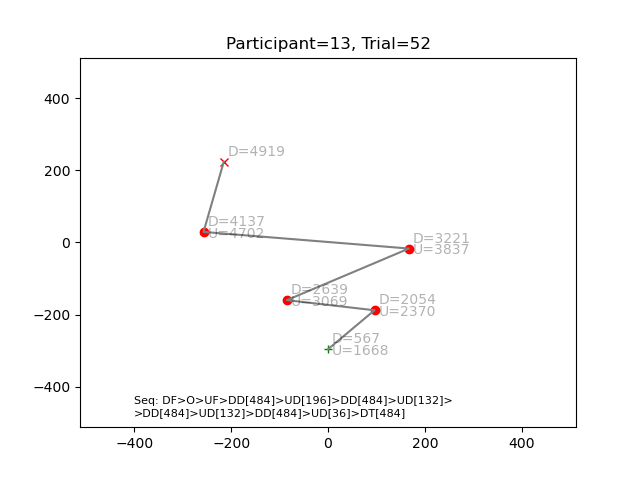 Participant=13, Trial=52
400
200
0
−200
−400
D=4919
D=4137
U=4702
D=3221
U=3837
D=2639
U=3069
D=2054
U=2370
D=567
U=1668
Seq: DF>O>UF>DD[484]>UD[196]>DD[484]>UD[132]>
>DD[484]>UD[132]>DD[484]>UD[36]>DT[484]
−400
−200
0
200
400